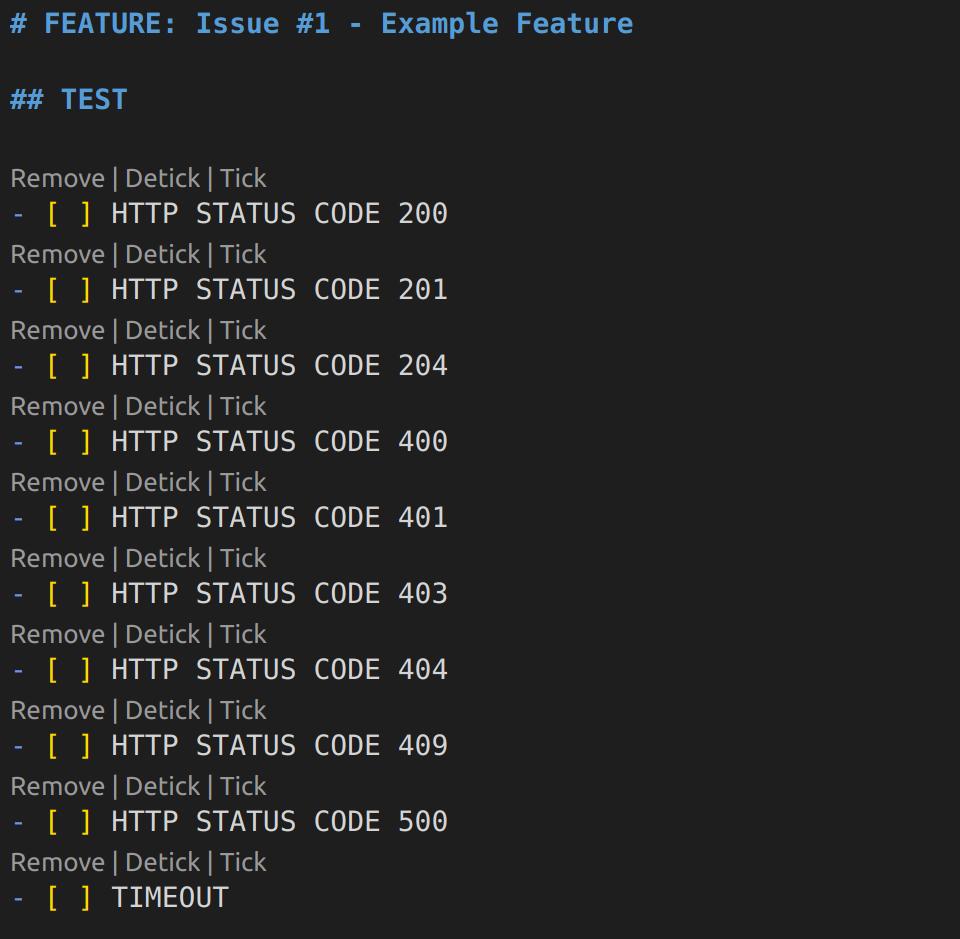 # FEATURE: Issue #1 - Example Feature
## TEST
Remove | Detick | Tick
- [ ] HTTP STATUS CODE 200
Remove | Detick | Tick
- [ ] HTTP STATUS CODE 201
Remove | Detick | Tick
- [ ] HTTP STATUS CODE 204
Remove | Detick | Tick
- [ ] HTTP STATUS CODE 400
Remove | Detick | Tick
- [ ] HTTP STATUS CODE 401
Remove | Detick | Tick
- [ ] HTTP STATUS CODE 403
Remove | Detick | Tick
- [ ] HTTP STATUS CODE 404
Remove | Detick | Tick
- [ ] HTTP STATUS CODE 409
Remove | Detick | Tick
- [ ] HTTP STATUS CODE 500
Remove | Detick | Tick
- [ ] TIMEOUT